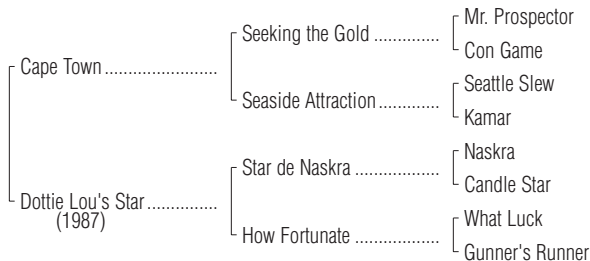 Mr. Prospector
Seeking the Gold ..............
Con Game
Cape Town ........................
Seattle Slew
Seaside Attraction .............
Kamar
Naskra
Star de Naskra ..................
Candle Star
Dottie Lou's Star ...............
(1987)
What Luck
How Fortunate ..................
Gunner's Runner